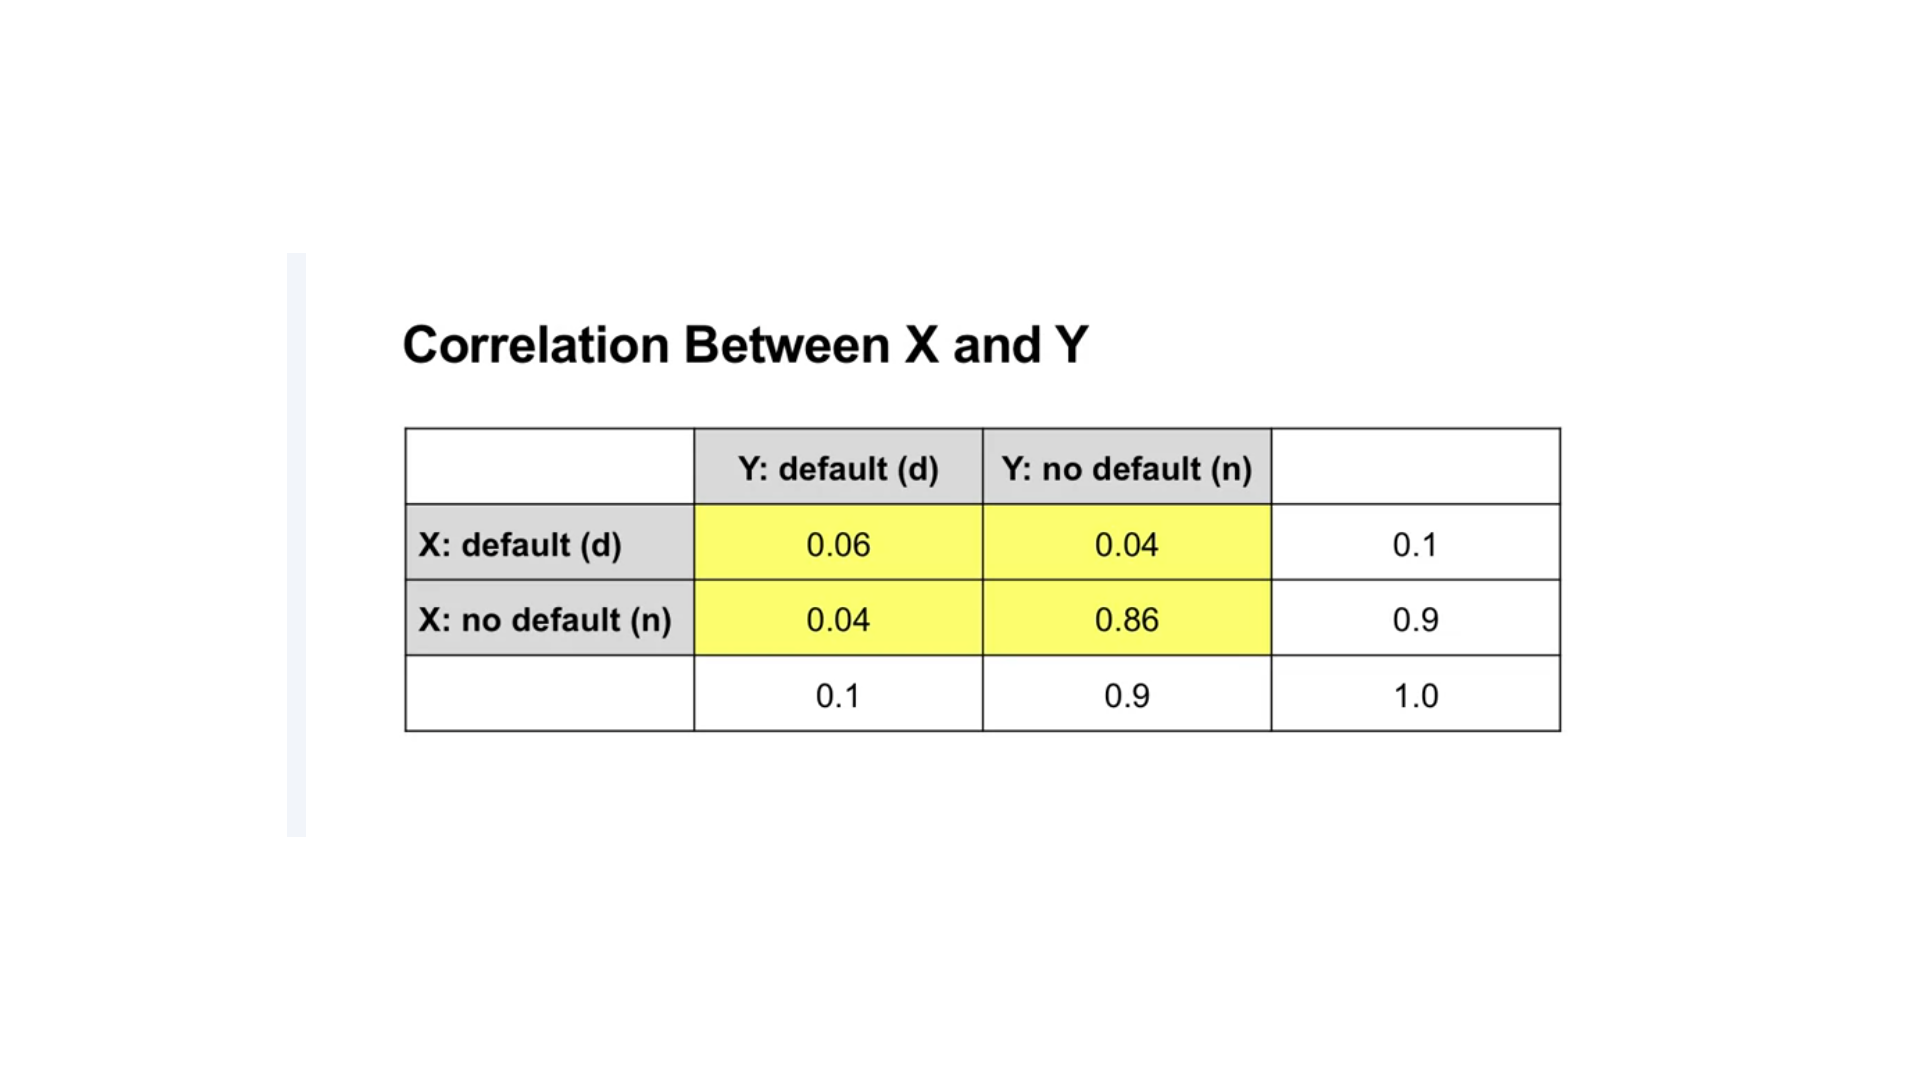 Correlation Between X and Y
Y: default (d) Y: no default (n)
X: default (d) 0.06 0.04 0.1
X: no default (n) 0.04 0.86 0.9
0.1 0.9 1.0